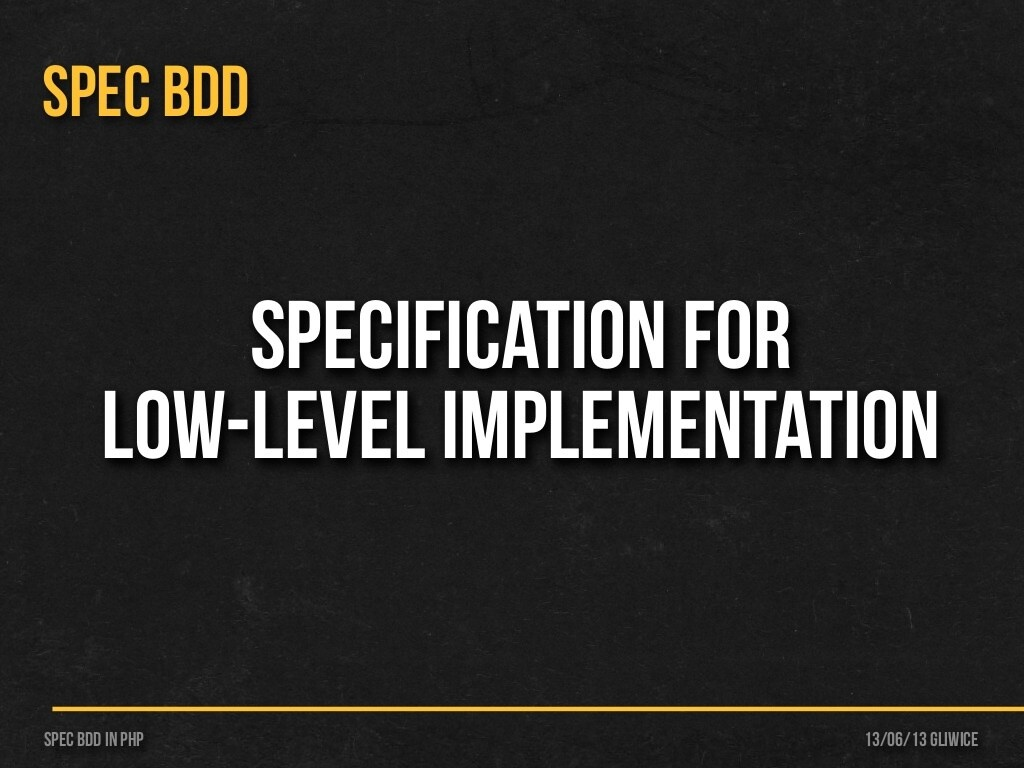 SPEC BDD
SPECIFICATION FOR
LOW-LEVEL IMPLEMENTATION
SPEC BDD IN PHP
13/06/13 GLIWICE